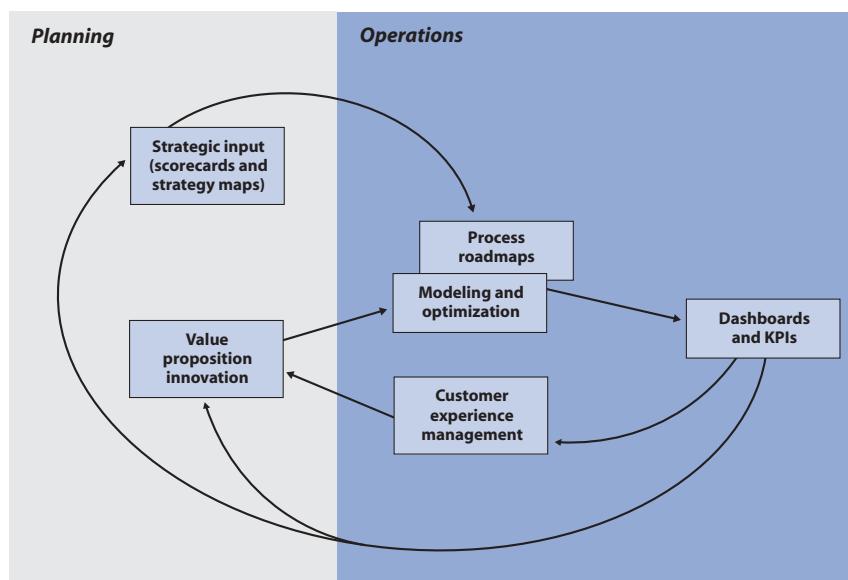 Planning
Operations
Strategic input
(scorecards and
strategy maps)
Process
roadmaps
Modeling and
optimization
Dashboards
and KPIs
Value
proposition
innovation
Customer
experience
management